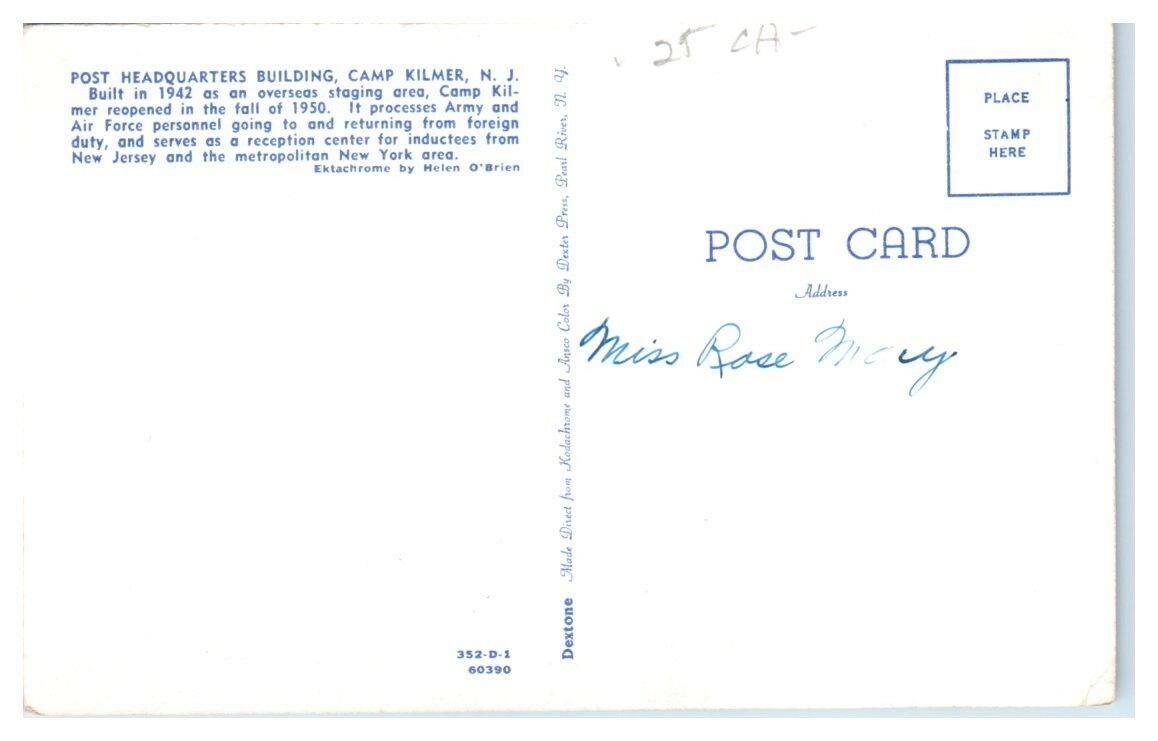 25 CA-
POST HEADQUARTERS BUILDING, CAMP KILMER, N. J.
Built in 1942 as an overseas staging area, Camp Kil-
mer reopened in the fall of 1950. It processes Army and
Air Force personnel going to and returning from foreign
duty, and serves as a reception center for inductees from
New Jersey and the metropolitan New York area.
Ektachrome by Helen O'Brien
352-D-1
60390
Dextone Made Direct from Kodachrome and Ansco Color By Dexter Press, Pearl River, N. Y.
PLACE
STAMP
HERE
POST CARD
Address
Miss Rose Mary